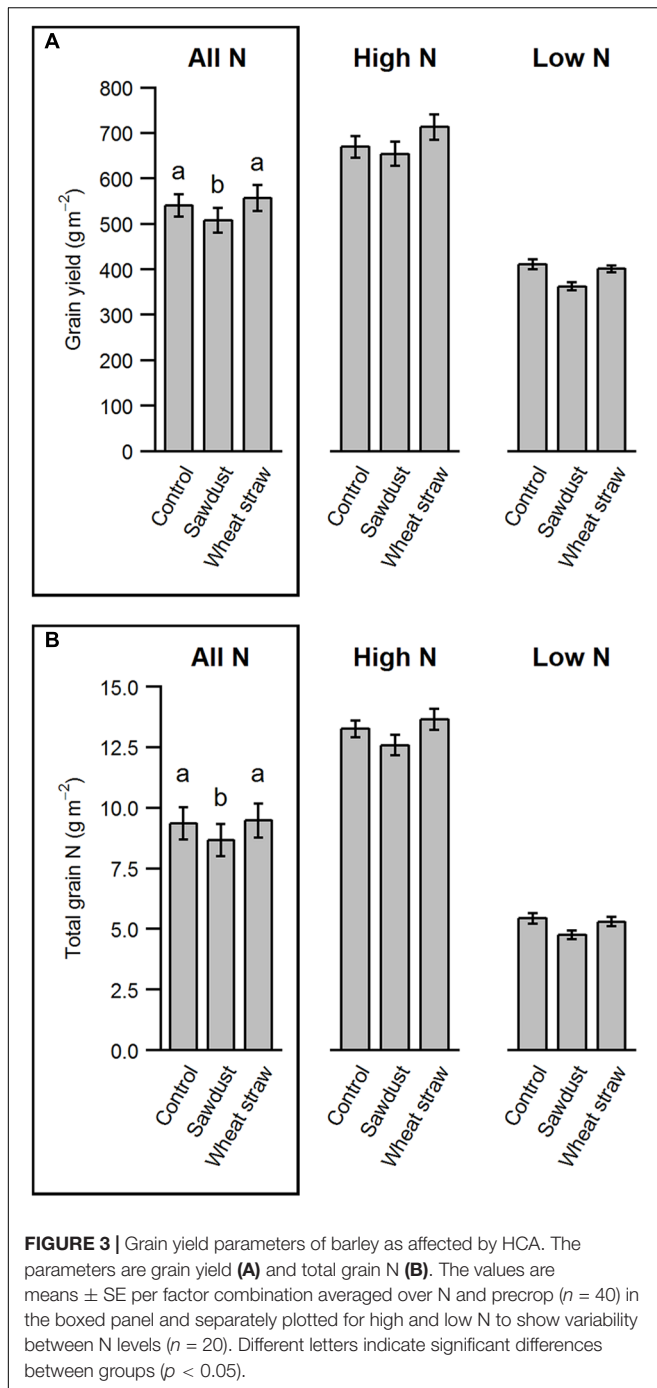 A
All N
High N
Low N
Grain yield (g m⁻²)
800
700
600
500
400
300
200
100
0
a
b
a
Control
Sawdust
Wheat straw
Control
Sawdust
Wheat straw
Control
Sawdust
Wheat straw
B
All N
High N
Low N
Total grain N (g m⁻²)
15.0
12.5
10.0
7.5
5.0
2.5
0.0
a
b
a
Control
Sawdust
Wheat straw
Control
Sawdust
Wheat straw
Control
Sawdust
Wheat straw
FIGURE 3 | Grain yield parameters of barley as affected by HCA. The
parameters are grain yield (A) and total grain N (B). The values are
means ± SE per factor combination averaged over N and precrop (n = 40) in
the boxed panel and separately plotted for high and low N to show variability
between N levels (n = 20). Different letters indicate significant differences
between groups (p < 0.05).